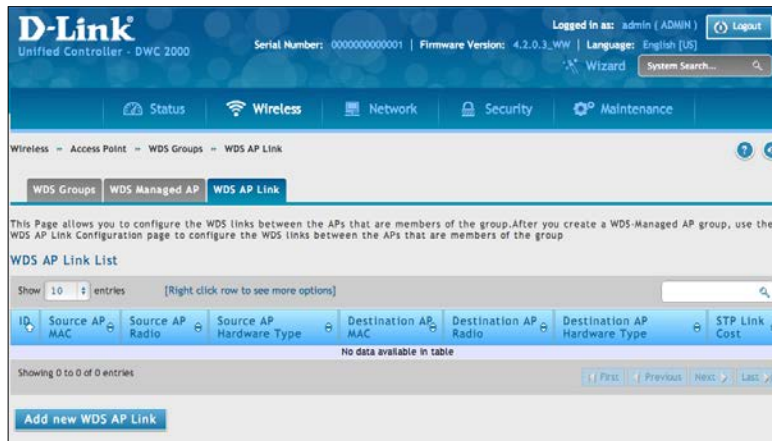 D-Link
Unified Controller - DWC 2000
Logged in as: admin ( ADMIN ) Logout
Serial Number: 0000000000001 | Firmware Version: 4.2.0.3_WW | Language: English [US]
Wizard System Search...
Status Wireless Network Security Maintenance
Wireless Access Point WDS Groups WDS AP Link
WDS Groups WDS Managed AP WDS AP Link
This Page allows you to configure the WDS links between the APs that are members of the group.After you create a WDS-Managed AP group, use the
WDS AP Link Configuration page to configure the WDS links between the APs that are members of the group
WDS AP Link List
Show 10 entries [Right click row to see more options]
ID Source AP MAC Source AP Radio Source AP Hardware Type Destination AP MAC Destination AP Radio Destination AP Hardware Type STP Link Cost
No data available in table
Showing 0 to 0 of 0 entries First Previous Next Last
Add new WDS AP Link